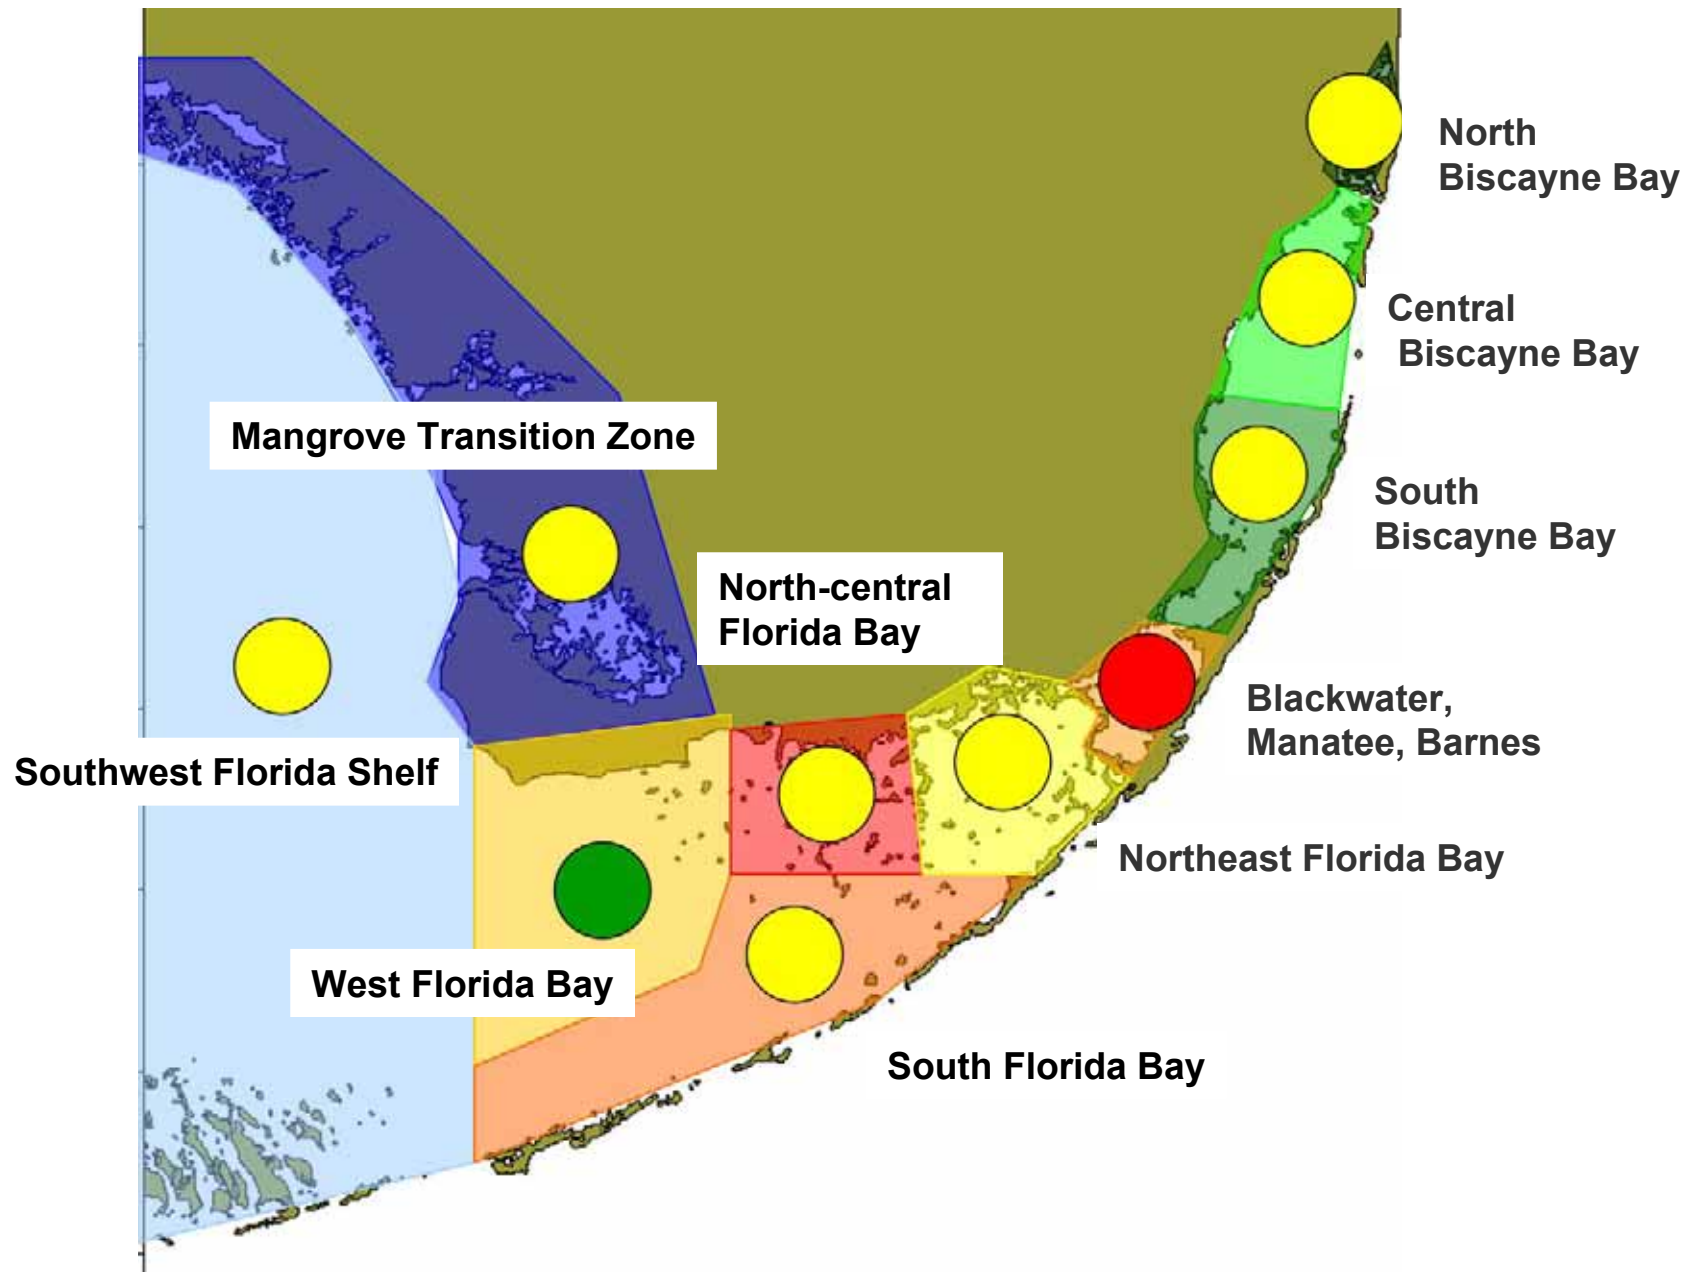 North
Biscayne Bay
Central
Biscayne Bay
Mangrove Transition Zone
South
Biscayne Bay
North-central
Florida Bay
Blackwater,
Manatee, Barnes
Southwest Florida Shelf
Northeast Florida Bay
West Florida Bay
South Florida Bay